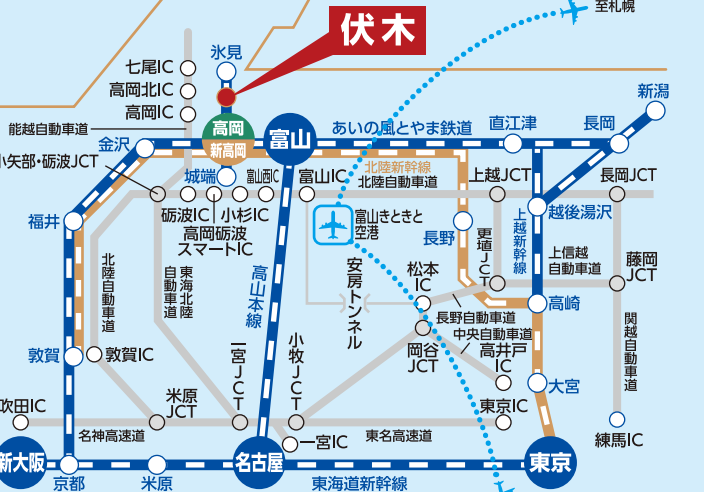 至札幌
伏木
氷見
七尾IC
高岡北IC
高岡IC
能越自動車道
高岡
新高岡
富山
あいの風とやま鉄道
直江津
長岡
新潟
金沢
小矢部・砺波JCT
城端
富山西IC
富山IC
北陸新幹線
北陸自動車道
上越JCT
長岡JCT
砺波IC
小杉IC
高岡砺波
スマートIC
富山きときと
空港
福井
長野
更埴JCT
上越新幹線
越後湯沢
上信越
自動車道
藤岡
JCT
北陸自動車道
東海北陸
自動車道
高山本線
安房トンネル
松本
IC
長野自動車道
高崎
関越自動車道
中央自動車道
岡谷
JCT
高井戸
IC
敦賀
敦賀IC
一宮JCT
小牧JCT
大宮
吹田IC
米原
JCT
東京IC
名神高速道
一宮IC
東名高速道
練馬IC
新大阪
京都
米原
名古屋
東海道新幹線
東京